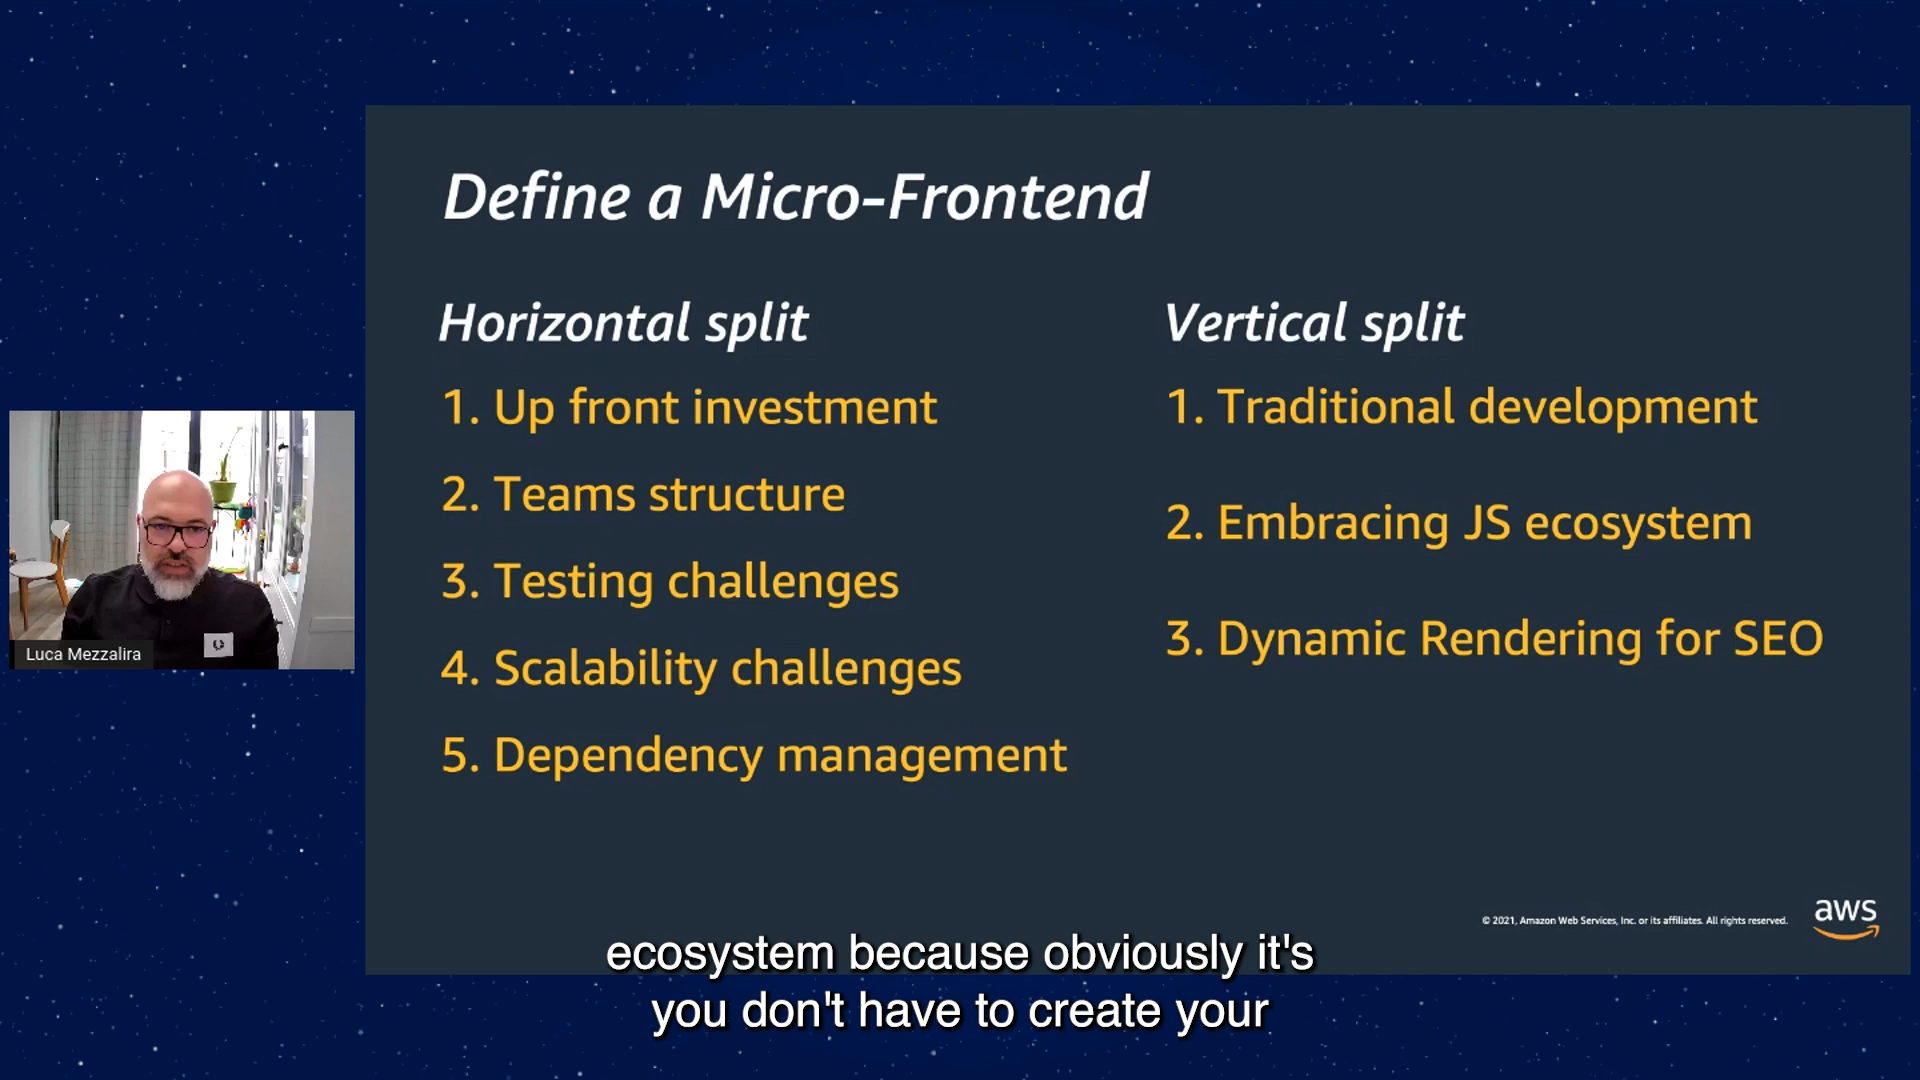 Define a Micro-Frontend
Horizontal split
1. Up front investment
2. Teams structure
3. Testing challenges
4. Scalability challenges
5. Dependency management
Vertical split
1. Traditional development
2. Embracing JS ecosystem
3. Dynamic Rendering for SEO
Luca Mezzalira
© 2021, Amazon Web Services, Inc. or its affiliates. All rights reserved.
aws
ecosystem because obviously it's
you don't have to create your